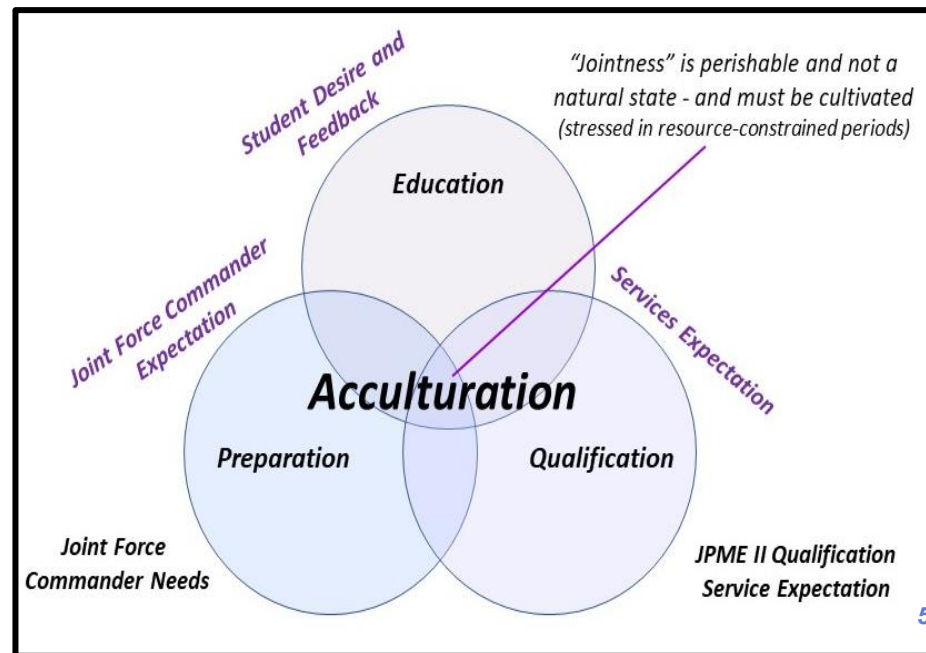 Student Desire and
Feedback
“Jointness” is perishable and not a
natural state - and must be cultivated
(stressed in resource-constrained periods)
Education
Joint Force Commander
Expectation
Services Expectation
Acculturation
Preparation
Qualification
Joint Force
Commander Needs
JPME II Qualification
Service Expectation
5